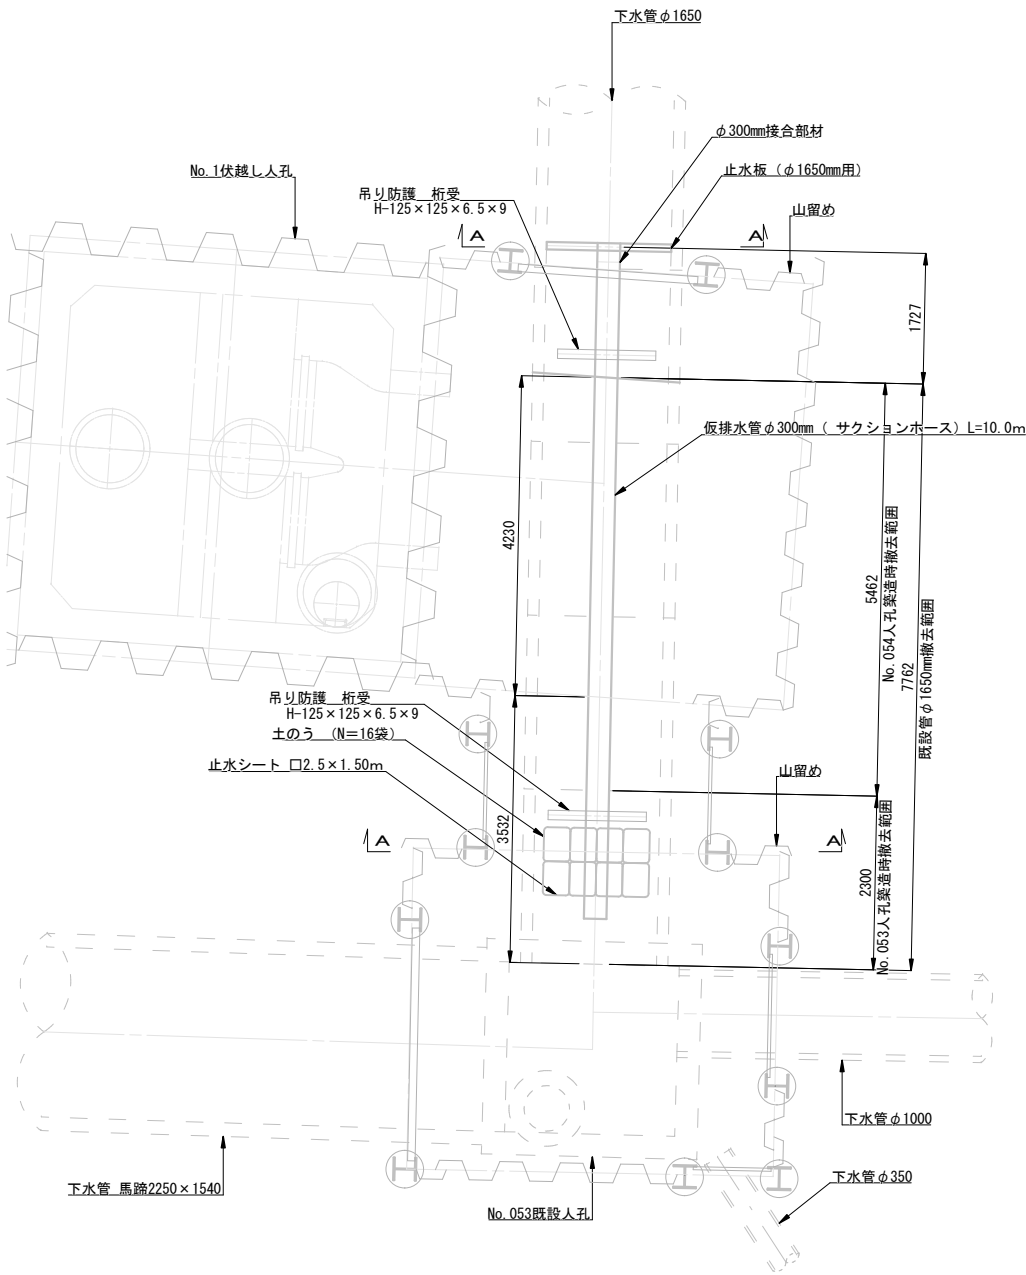 下水管φ1650
φ300mm接合部材
No.1伏越し人孔
止水板（φ1650mm用）
吊り防護　桁受
H-125×125×6.5×9
山留め
A
A
1727
仮排水管φ300mm（ サクションホース）L=10.0m
4230
5462
No.054人孔築造時撤去範囲
7762
既設管φ1650mm撤去範囲
吊り防護　桁受
H-125×125×6.5×9
土のう　（N＝16袋）
止水シート 口2.5×1.50m
山留め
A
A
3532
2300
No.053人孔築造時撤去範囲
下水管φ1000
下水管φ350
下水管 馬蹄2250×1540
No.053既設人孔